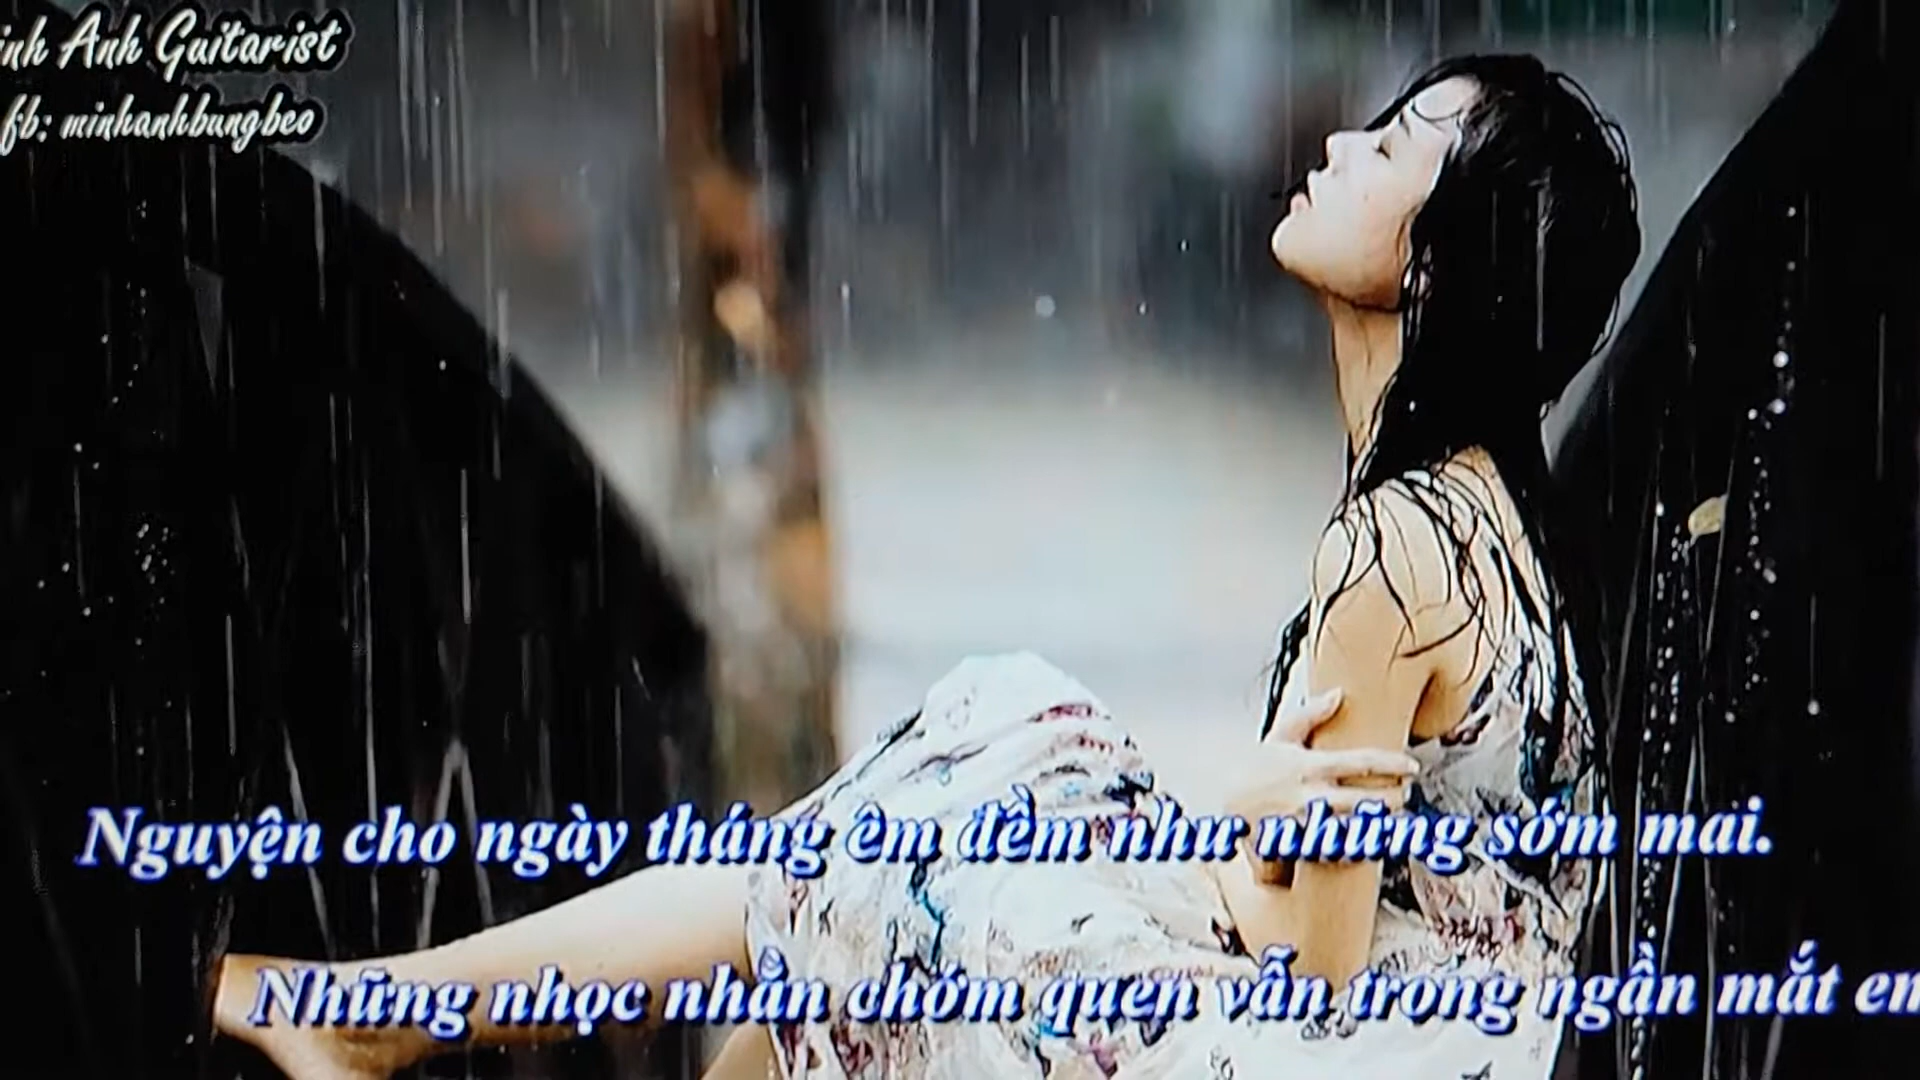 inh Anh Guitarist
fb: minhanhbungbeo
Nguyện cho ngày tháng êm đềm như những sớm mai.
Những nhọc nhằn chớm quen vẫn trong ngần mắt em